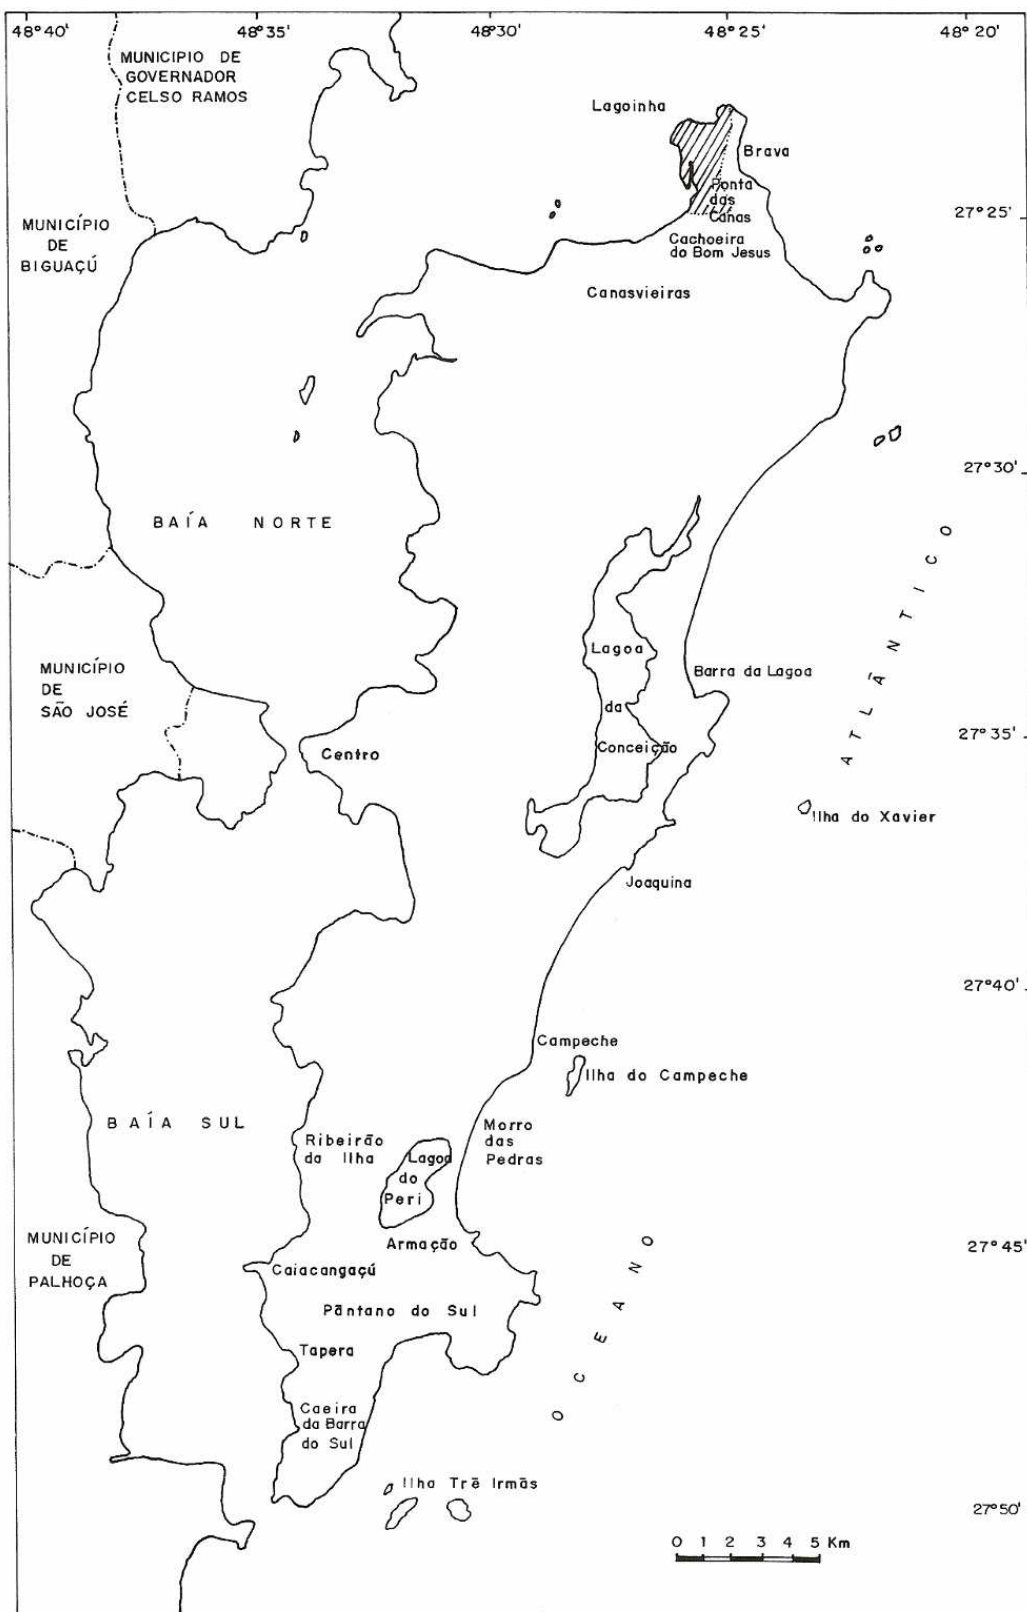 48°40' 48°35' 48°30' 48°25' 48°20'
MUNICIPIO DE
GOVERNADOR
CELSO RAMOS
Lagoinha
Brava
Ponta
das
Canas
27°25'
MUNICÍPIO
DE
BIGUAÇÚ
Cachoeira
do Bom Jesus
Canasvieiras
27°30'
BAÍA NORTE
Lagoa
da
Conceição
Barra da Lagoa
MUNICÍPIO
DE
SÃO JOSÉ
Centro
27°35'
OCEANO ATLÂNTICO
Ilha do Xavier
Joaquina
27°40'
Campeche
Ilha do Campeche
BAÍA SUL
Ribeirão
da Ilha
Lagoa
do
Peri
Morro
das
Pedras
MUNICÍPIO
DE
PALHOÇA
Armação
27°45'
Caiacangaçú
Pãntano do Sul
Tapera
Caeira
da Barra
do Sul
Ilha Trẽ Irmãs
27°50'
0 1 2 3 4 5 Km